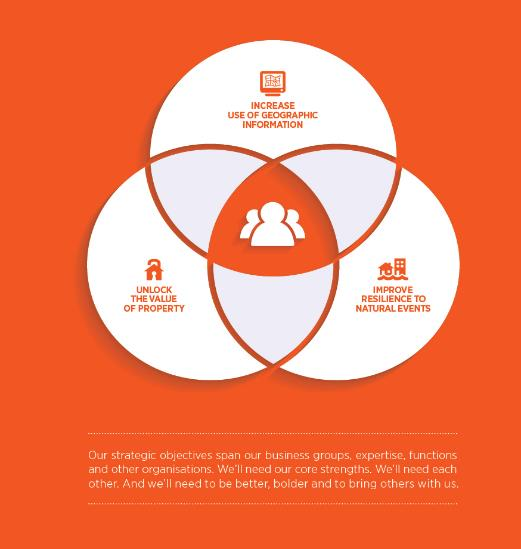 INCREASE
USE OF GEOGRAPHIC
INFORMATION
UNLOCK
THE VALUE
OF PROPERTY
IMPROVE
RESILIENCE TO
NATURAL EVENTS
Our strategic objectives span our business groups, expertise, functions
and other organisations. We'll need our core strengths. We'll need each
other. And we'll need to be better, bolder and to bring others with us.